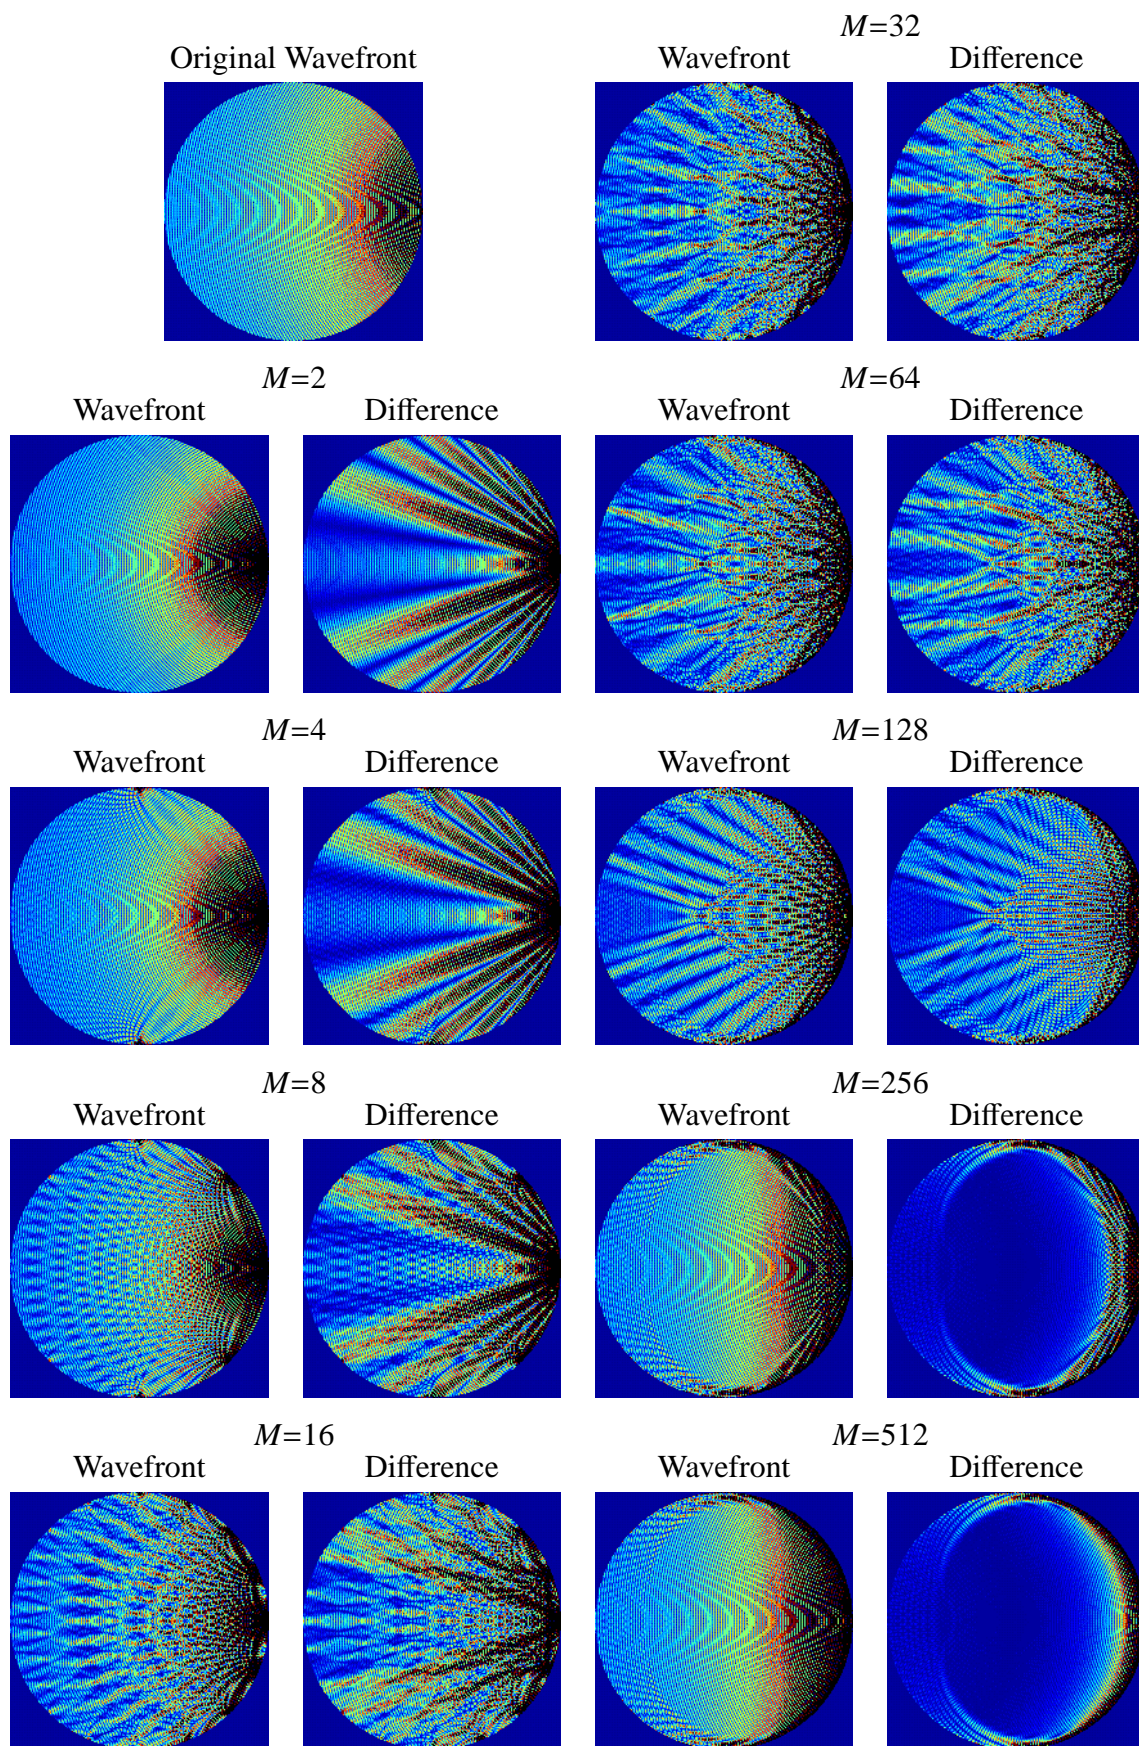 Original Wavefront
M=2
Wavefront Difference
M=4
Wavefront Difference
M=8
Wavefront Difference
M=16
Wavefront Difference
M=32
Wavefront Difference
M=64
Wavefront Difference
M=128
Wavefront Difference
M=256
Wavefront Difference
M=512
Wavefront Difference